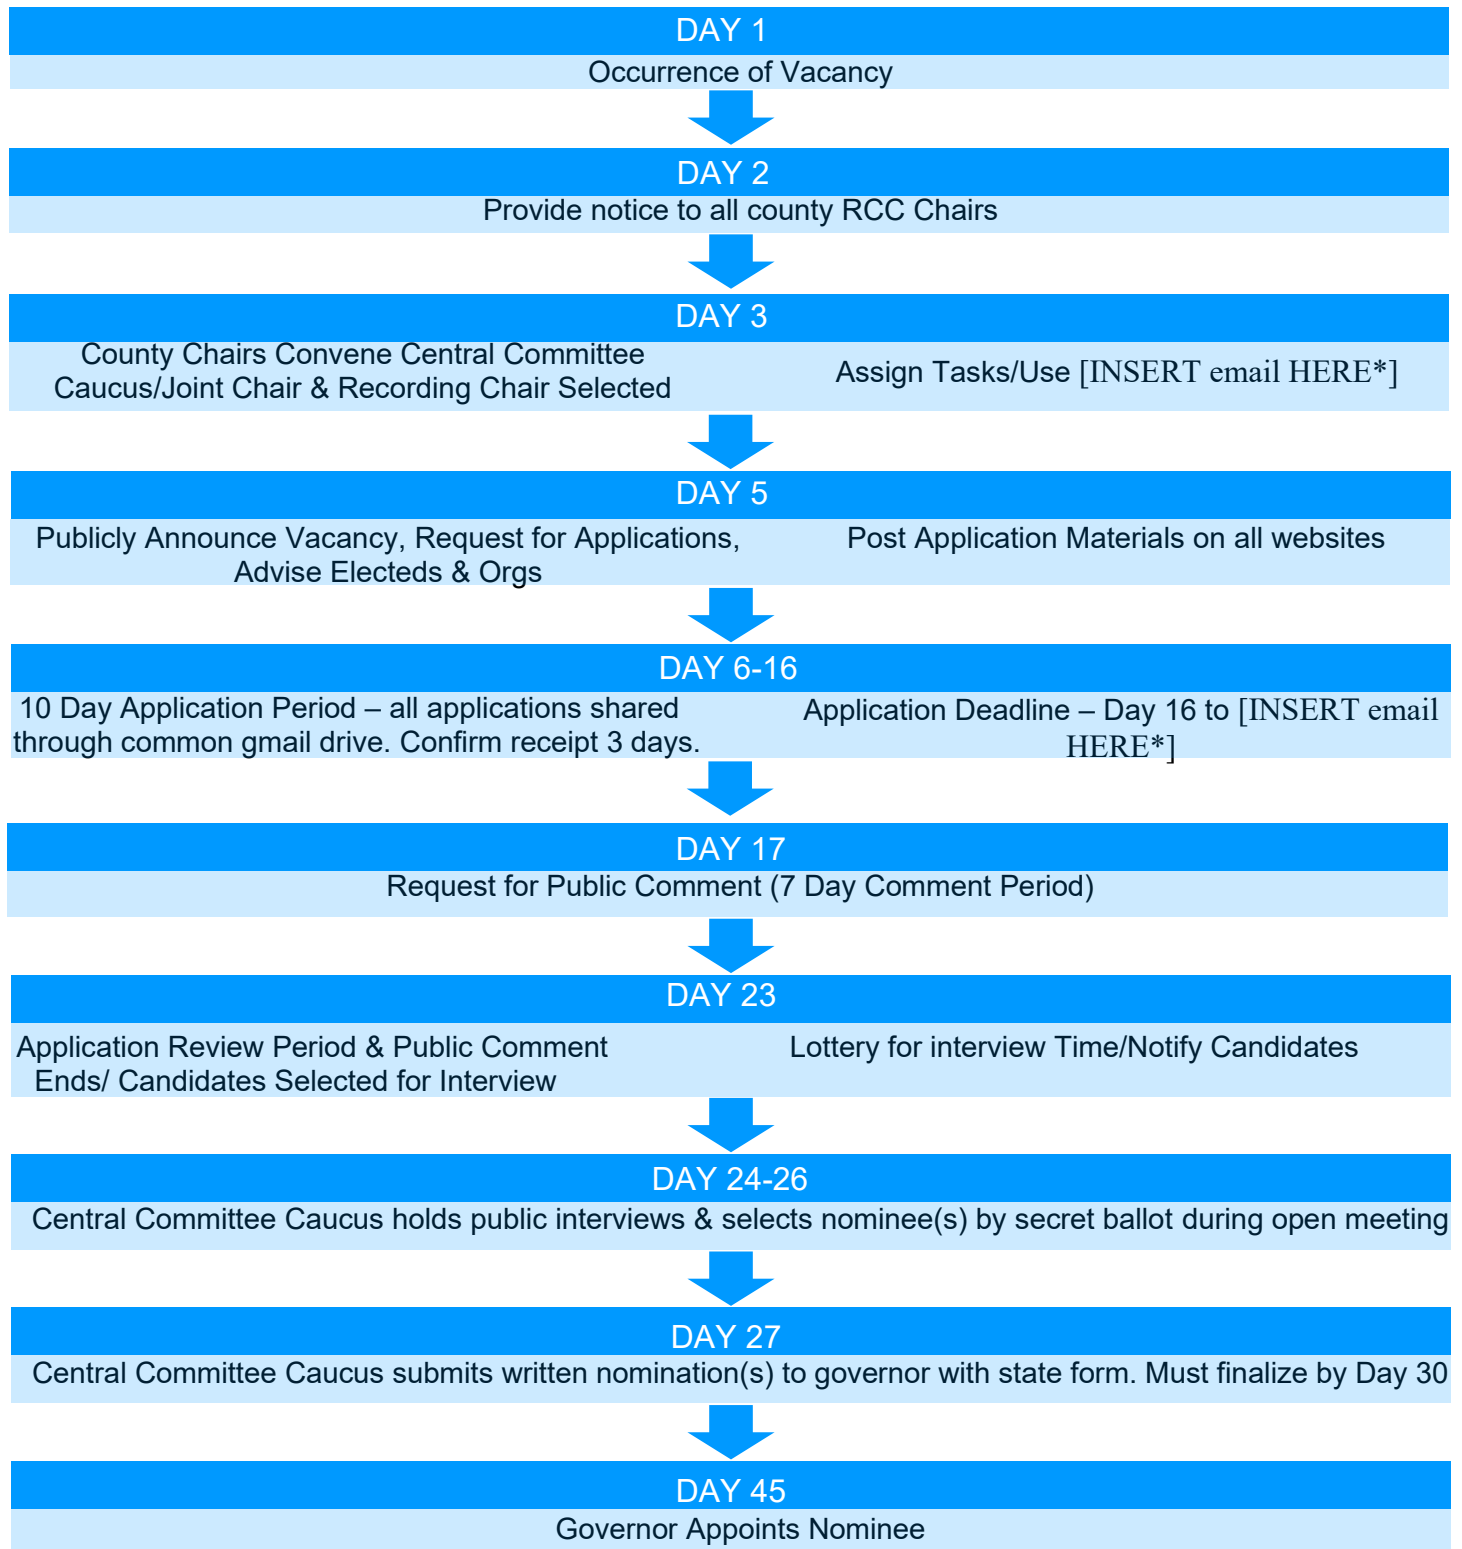 DAY 1
Occurrence of Vacancy
DAY 2
Provide notice to all county RCC Chairs
DAY 3
County Chairs Convene Central Committee
Caucus/Joint Chair & Recording Chair Selected
Assign Tasks/Use [INSERT email HERE*]
DAY 5
Publicly Announce Vacancy, Request for Applications,
Advise Electeds & Orgs
Post Application Materials on all websites
DAY 6-16
10 Day Application Period – all applications shared
through common gmail drive. Confirm receipt 3 days.
Application Deadline – Day 16 to [INSERT email
HERE*]
DAY 17
Request for Public Comment (7 Day Comment Period)
DAY 23
Application Review Period & Public Comment
Ends/ Candidates Selected for Interview
Lottery for interview Time/Notify Candidates
DAY 24-26
Central Committee Caucus holds public interviews & selects nominee(s) by secret ballot during open meeting
DAY 27
Central Committee Caucus submits written nomination(s) to governor with state form. Must finalize by Day 30
DAY 45
Governor Appoints Nominee